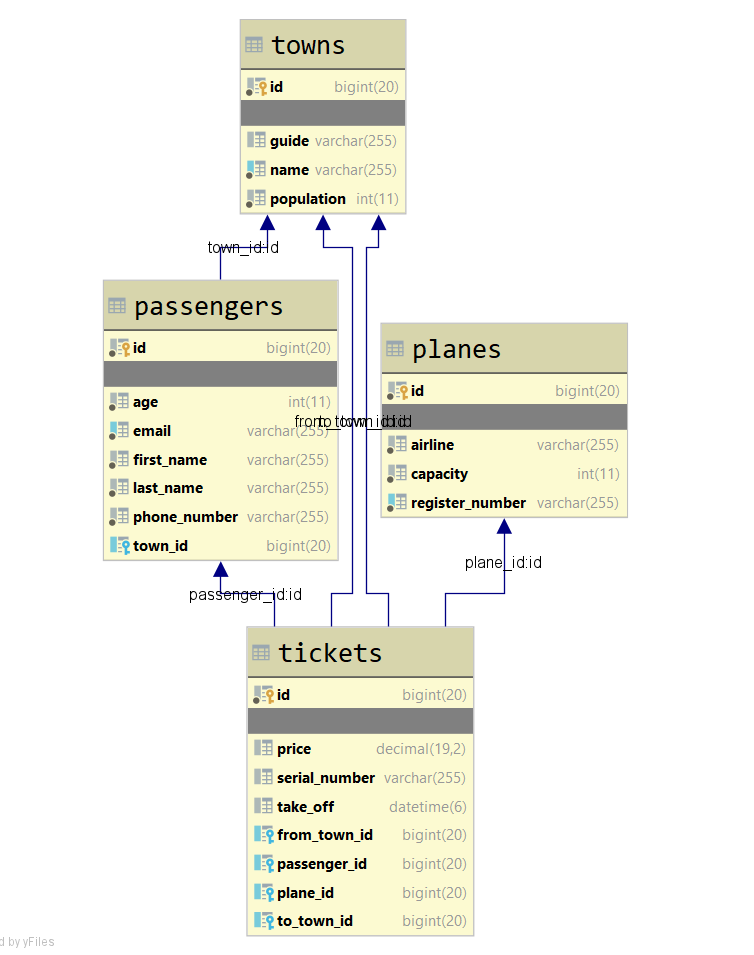 towns
id bigint(20)
guide varchar(255)
name varchar(255)
population int(11)
town_id:id
passengers
id bigint(20)
age int(11)
email varchar(255)
first_name varchar(255)
last_name varchar(255)
phone_number varchar(255)
town_id bigint(20)
planes
id bigint(20)
airline varchar(255)
capacity int(11)
register_number varchar(255)
plane_id:id
passenger_id:id
tickets
id bigint(20)
price decimal(19,2)
serial_number varchar(255)
take_off datetime(6)
from_town_id bigint(20)
passenger_id bigint(20)
plane_id bigint(20)
to_town_id bigint(20)
by yFiles